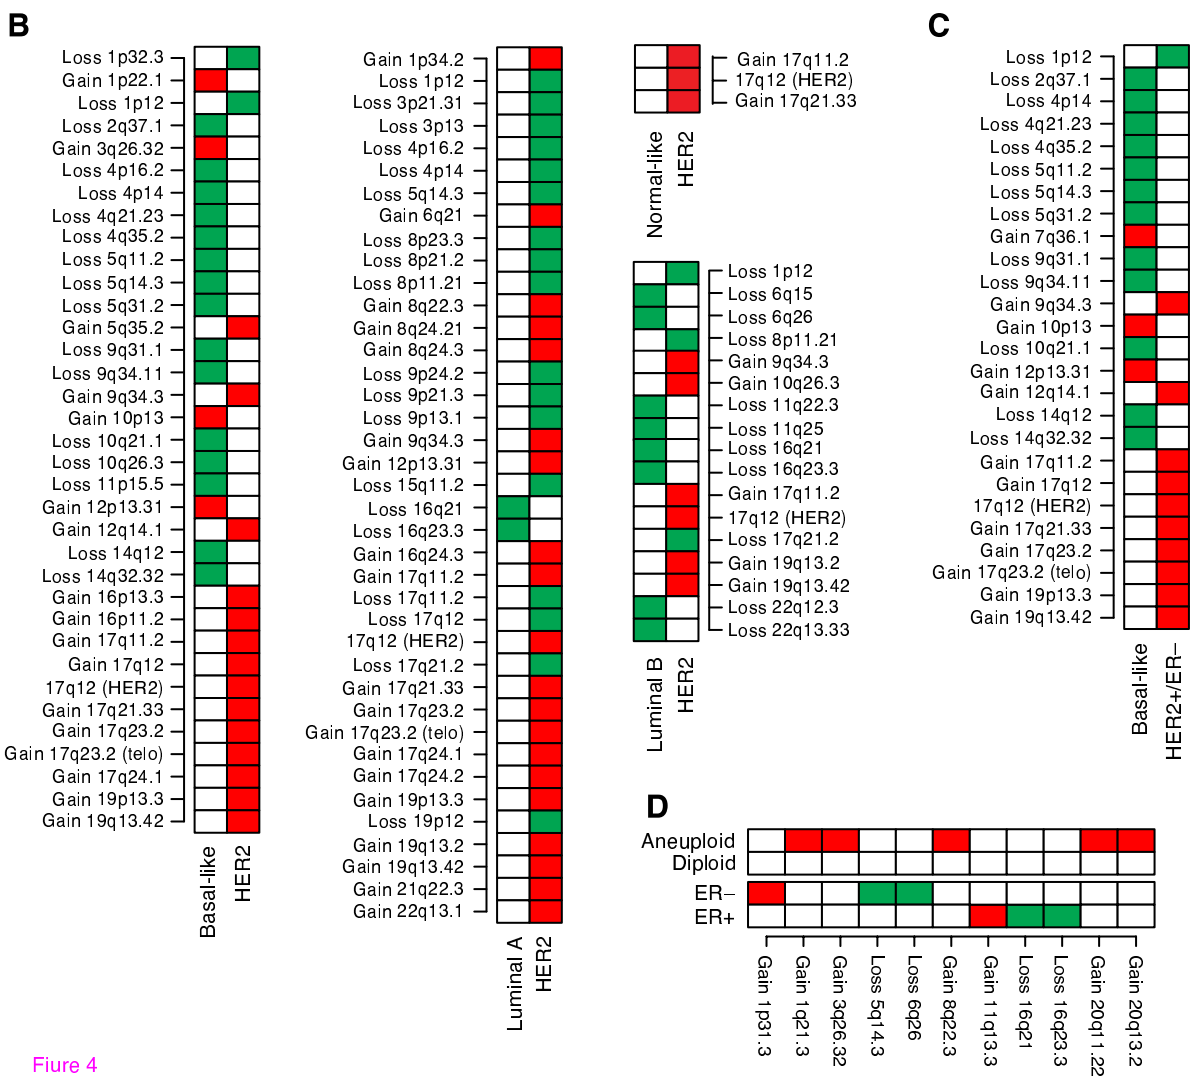 B
Loss 1p32.3
Gain 1p22.1
Loss 1p12
Loss 2q37.1
Gain 3q26.32
Loss 4p16.2
Loss 4p14
Loss 4q21.23
Loss 4q35.2
Loss 5q11.2
Loss 5q14.3
Loss 5q31.2
Gain 5q35.2
Loss 9q31.1
Loss 9q34.11
Gain 9q34.3
Gain 10p13
Loss 10q21.1
Loss 10q26.3
Loss 11p15.5
Gain 12p13.31
Gain 12q14.1
Loss 14q12
Loss 14q32.32
Gain 16p13.3
Gain 16p11.2
Gain 17q11.2
Gain 17q12
17q12 (HER2)
Gain 17q21.33
Gain 17q23.2
Gain 17q23.2 (telo)
Gain 17q24.1
Gain 19p13.3
Gain 19q13.42
Basal-like
HER2
Gain 1p34.2
Loss 1p12
Loss 3p21.31
Loss 3p13
Loss 4p16.2
Loss 4p14
Loss 5q14.3
Gain 6q21
Loss 8p23.3
Loss 8p21.2
Loss 8p11.21
Gain 8q22.3
Gain 8q24.21
Gain 8q24.3
Loss 9p24.2
Loss 9p21.3
Loss 9p13.1
Gain 9q34.3
Gain 12p13.31
Loss 15q11.2
Loss 16q21
Loss 16q23.3
Gain 16q24.3
Gain 17q11.2
Loss 17q11.2
Loss 17q12
17q12 (HER2)
Loss 17q21.2
Gain 17q21.33
Gain 17q23.2
Gain 17q23.2 (telo)
Gain 17q24.1
Gain 17q24.2
Gain 19p13.3
Loss 19p12
Gain 19q13.2
Gain 19q13.42
Gain 21q22.3
Gain 22q13.1
Luminal A
HER2
Gain 17q11.2
17q12 (HER2)
Gain 17q21.33
Normal-like
HER2
Loss 1p12
Loss 6q15
Loss 6q26
Loss 8p11.21
Gain 9q34.3
Gain 10q26.3
Loss 11q22.3
Loss 11q25
Loss 16q21
Loss 16q23.3
Gain 17q11.2
17q12 (HER2)
Loss 17q21.2
Gain 19q13.2
Gain 19q13.42
Loss 22q12.3
Loss 22q13.33
Luminal B
HER2
C
Loss 1p12
Loss 2q37.1
Loss 4p14
Loss 4q21.23
Loss 4q35.2
Loss 5q11.2
Loss 5q14.3
Loss 5q31.2
Gain 7q36.1
Loss 9q31.1
Loss 9q34.11
Gain 9q34.3
Gain 10p13
Loss 10q21.1
Gain 12p13.31
Gain 12q14.1
Loss 14q12
Loss 14q32.32
Gain 17q11.2
Gain 17q12
17q12 (HER2)
Gain 17q21.33
Gain 17q23.2
Gain 17q23.2 (telo)
Gain 19p13.3
Gain 19q13.42
Basal-like
HER2+/ER−
D
Aneuploid
Diploid
ER−
ER+
Gain 1p31.3
Gain 1q21.3
Gain 3q26.32
Loss 5q14.3
Loss 6q26
Gain 8q22.3
Gain 11q13.3
Loss 16q21
Loss 16q23.3
Gain 20q11.22
Gain 20q13.2
Fiure 4